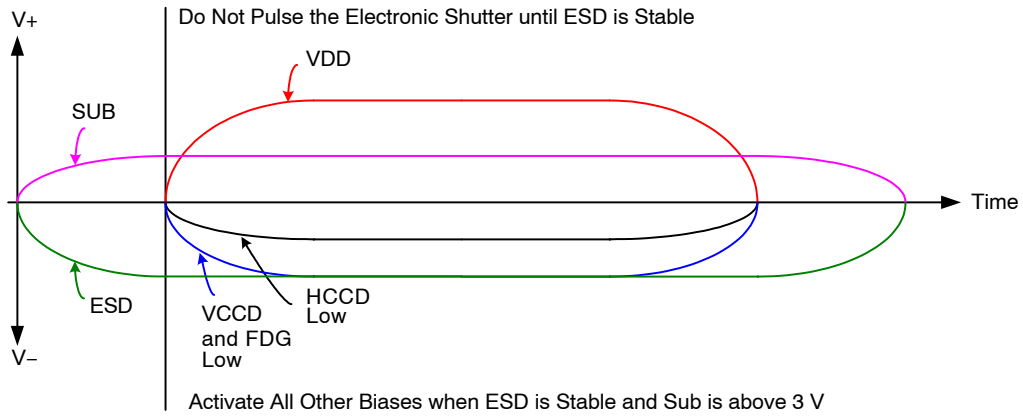 V+
Do Not Pulse the Electronic Shutter until ESD is Stable
VDD
SUB
Time
ESD
VCCD
and FDG
Low
HCCD
Low
V−
Activate All Other Biases when ESD is Stable and Sub is above 3 V